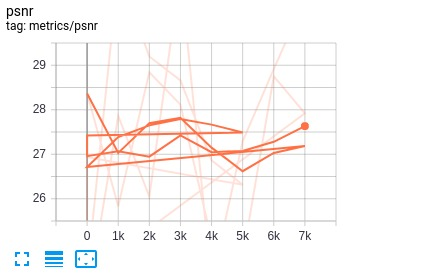 psnr
tag: metrics/psnr
29
28
27
26
0 1k 2k 3k 4k 5k 6k 7k